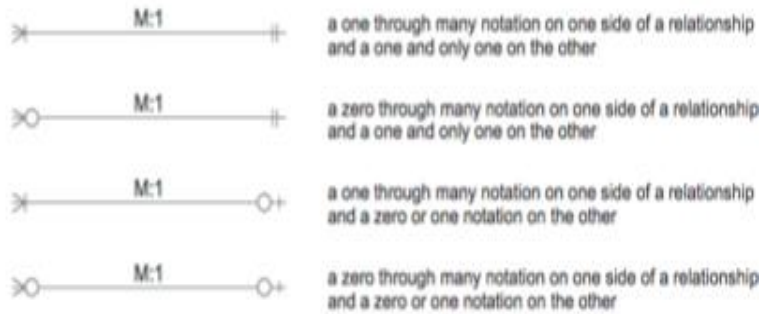 M:1
a one through many notation on one side of a relationship
and a one and only one on the other
M:1
a zero through many notation on one side of a relationship
and a one and only one on the other
M:1
a one through many notation on one side of a relationship
and a zero or one notation on the other
M:1
a zero through many notation on one side of a relationship
and a zero or one notation on the other